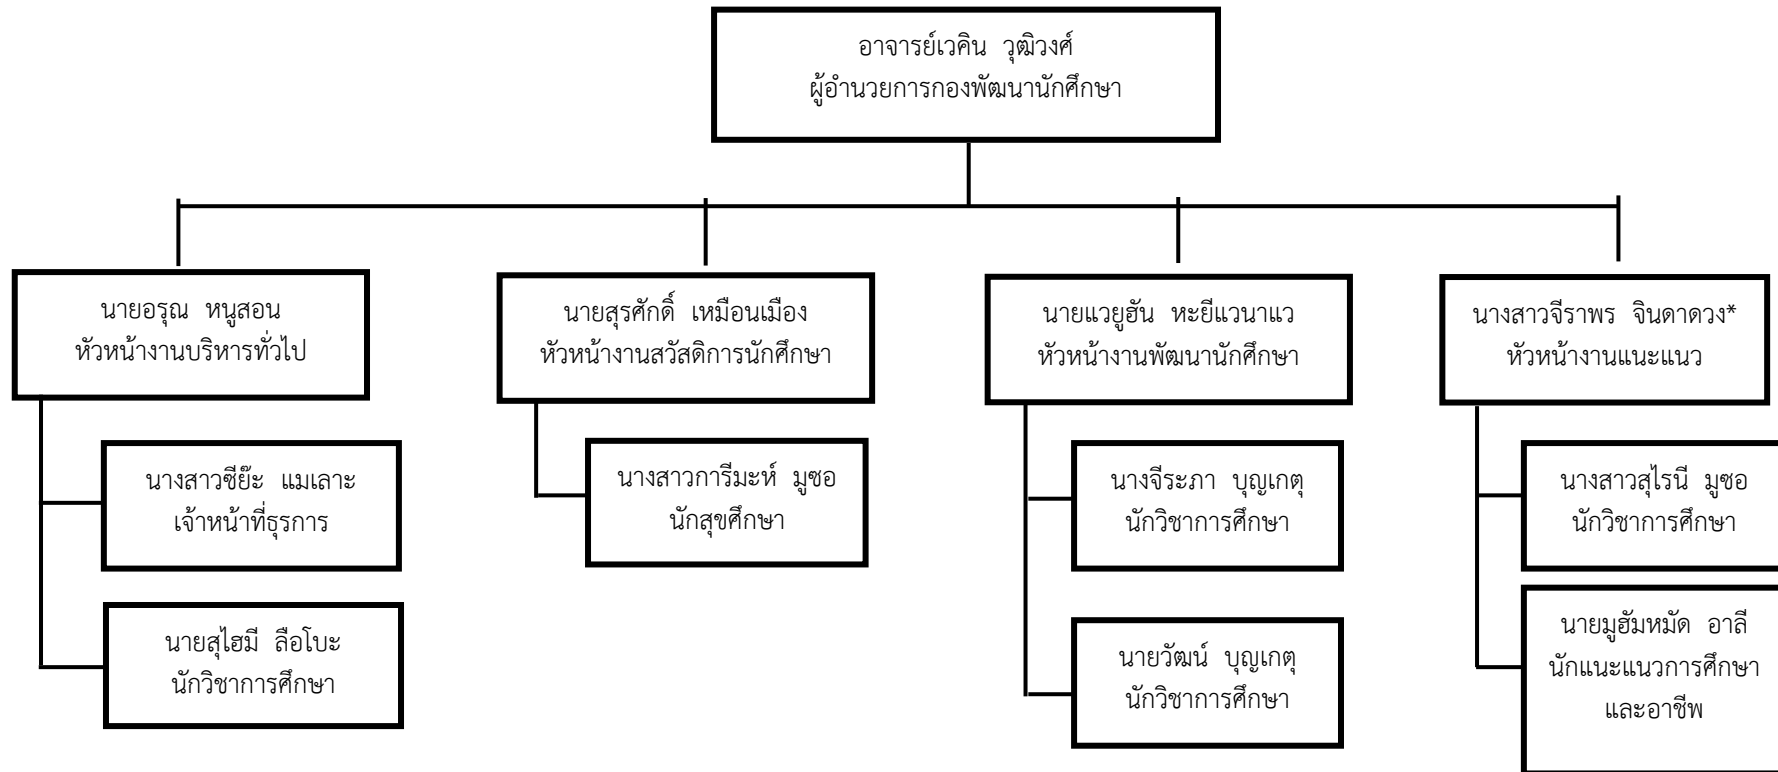 อาจารย์เวคิน วุฒิวงศ์
ผู้อำนวยการกองพัฒนานักศึกษา
นายอรุณ หนูสอน
หัวหน้างานบริหารทั่วไป
นางสาวซีย๊ะ แมเลาะ
เจ้าหน้าที่ธุรการ
นายสุไฮมี ลือโบะ
นักวิชาการศึกษา
นายสุรศักดิ์ เหมือนเมือง
หัวหน้างานสวัสดิการนักศึกษา
นางสาวการีมะห์ มูซอ
นักสุขศึกษา
นายแวยูฮัน หะยีแวนาแว
หัวหน้างานพัฒนานักศึกษา
นางจีระภา บุญเกตุ
นักวิชาการศึกษา
นายวัฒน์ บุญเกตุ
นักวิชาการศึกษา
นางสาวจีราพร จินดาดวง*
หัวหน้างานแนะแนว
นางสาวสุไรนี มูซอ
นักวิชาการศึกษา
นายมูฮัมหมัด อาลี
นักแนะแนวการศึกษา
และอาชีพ